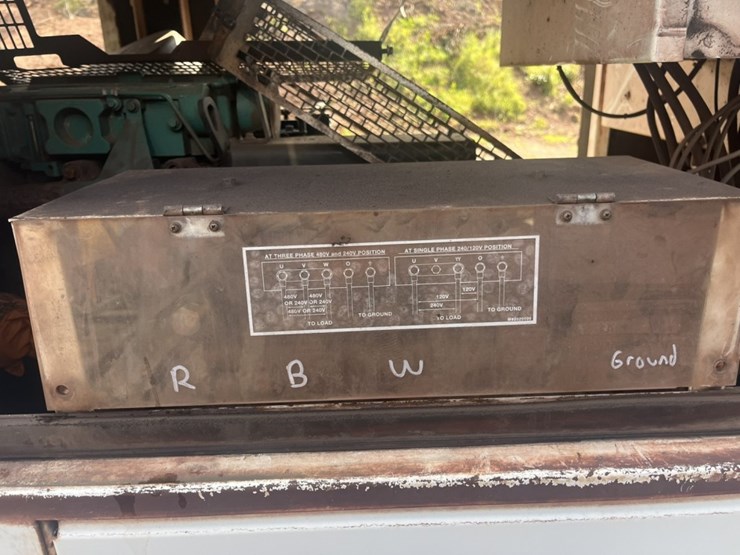 AT THREE PHASE 480V and 240V POSITION
AT SINGLE PHASE 240/120V POSITION
V W O
U V W O
480V 480V
OR 240V OR 240V
480V OR 240V
TO LOAD
TO GROUND
120V
120V
240V
TO LOAD
TO GROUND
R B W Ground